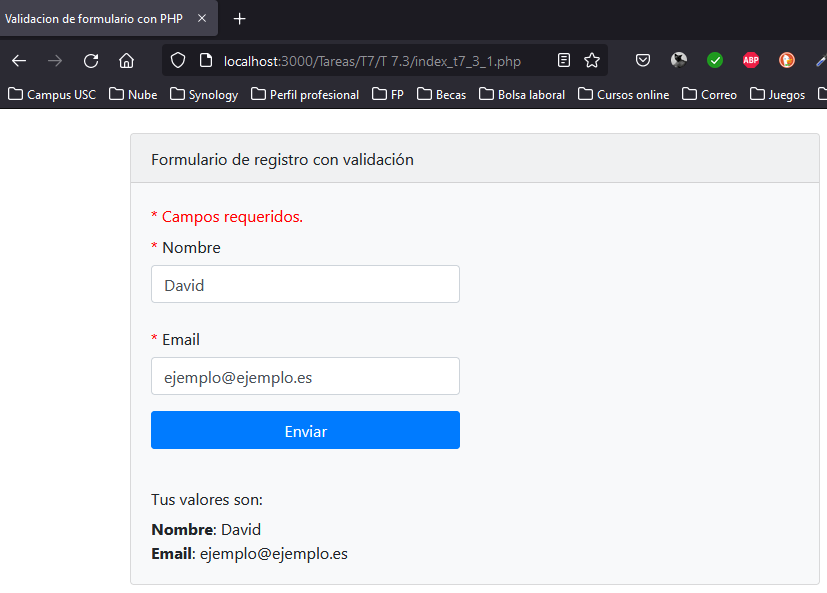 Validacion de formulario con PHP
localhost:3000/Tareas/T7/T 7.3/index_t7_3_1.php
ABP
Campus USC Nube Synology Perfil profesional FP Becas Bolsa laboral Cursos online Correo Juegos
Formulario de registro con validación
* Campos requeridos.
* Nombre
David
* Email
ejemplo@ejemplo.es
Enviar
Tus valores son:
Nombre: David
Email: ejemplo@ejemplo.es